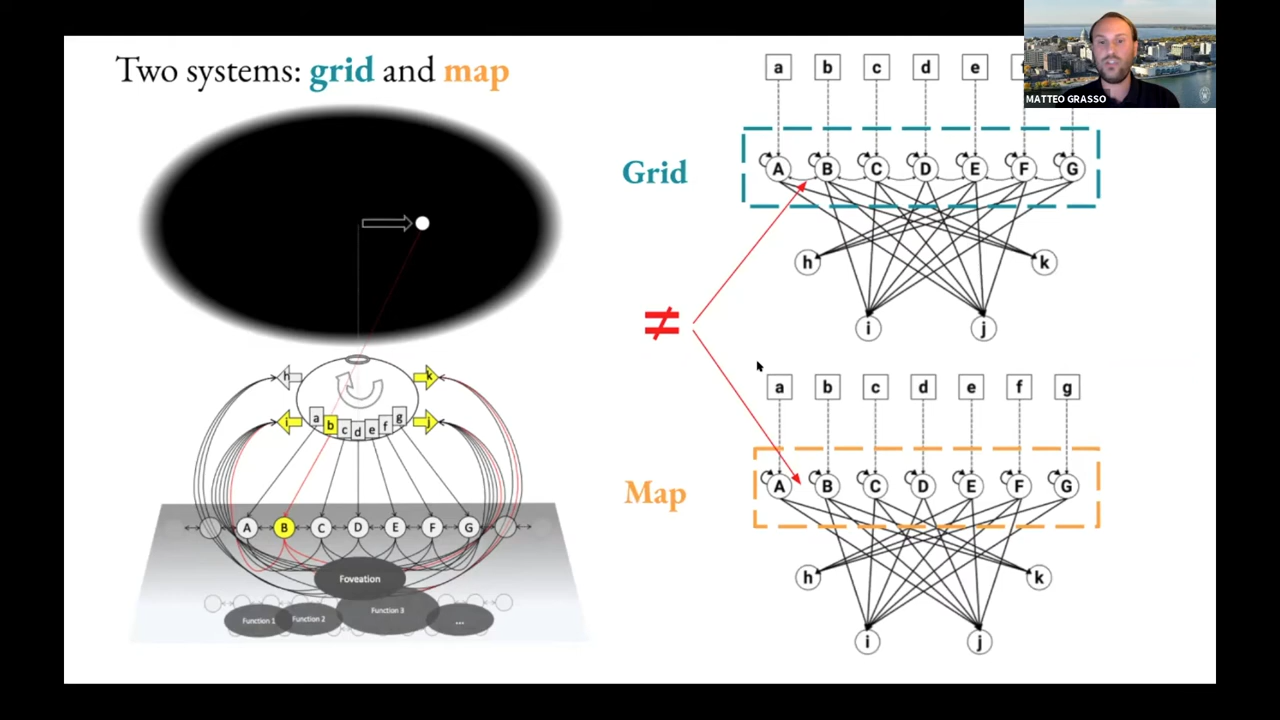 Two systems: grid and map
MATTEO GRASSO
a b c d e
Grid
A B C D E F G
h k
i j
≠
h k
i j
a b c d e f g
A B C D E F G
Foveation
Function 1 Function 2 Function 3 ...
a b c d e f g
Map
A B C D E F G
h k
i j